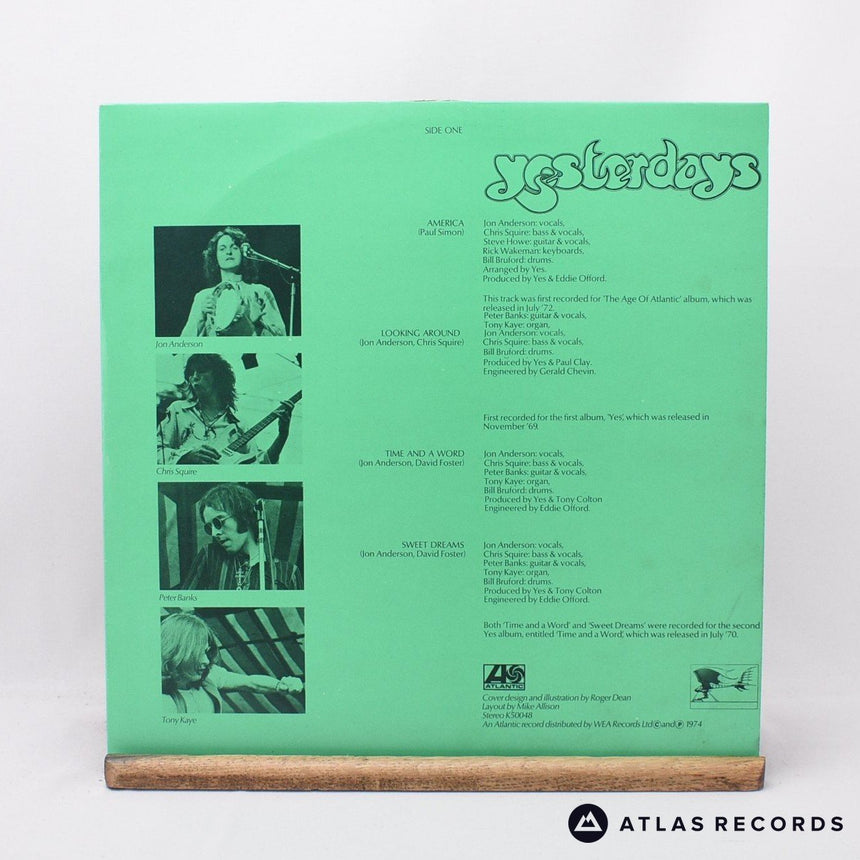 SIDE ONE
yesterdays
AMERICA
(Paul Simon)
Jon Anderson: vocals,
Chris Squire: bass & vocals,
Steve Howe: guitar & vocals,
Rick Wakeman: keyboards,
Bill Bruford: drums.
Arranged by Yes.
Produced by Yes & Eddie Offord.
This track was first recorded for 'The Age Of Atlantic' album, which was
released in July '72.
LOOKING AROUND
(Jon Anderson, Chris Squire)
Peter Banks: guitar & vocals,
Tony Kaye: organ,
Jon Anderson: vocals,
Chris Squire: bass & vocals,
Bill Bruford: drums.
Produced by Yes & Paul Clay.
Engineered by Gerald Chevin.
First recorded for the first album, 'Yes', which was released in
November '69.
TIME AND A WORD
(Jon Anderson, David Foster)
Jon Anderson: vocals,
Chris Squire: bass & vocals,
Peter Banks: guitar & vocals,
Tony Kaye: organ,
Bill Bruford: drums.
Produced by Yes & Tony Colton
Engineered by Eddie Offord.
SWEET DREAMS
(Jon Anderson, David Foster)
Jon Anderson: vocals,
Chris Squire: bass & vocals,
Peter Banks: guitar & vocals,
Tony Kaye: organ,
Bill Bruford: drums.
Produced by Yes & Tony Colton
Engineered by Eddie Offord.
Both 'Time and a Word' and 'Sweet Dreams' were recorded for the second
Yes album, entitled 'Time and a Word', which was released in July '70.
Jon Anderson
Chris Squire
Peter Banks
Tony Kaye
ATLANTIC
Cover design and illustration by Roger Dean
Layout by Mike Allison
Stereo K50048
An Atlantic record distributed by WEA Records Ltd ©and℗ 1974
ATLAS RECORDS